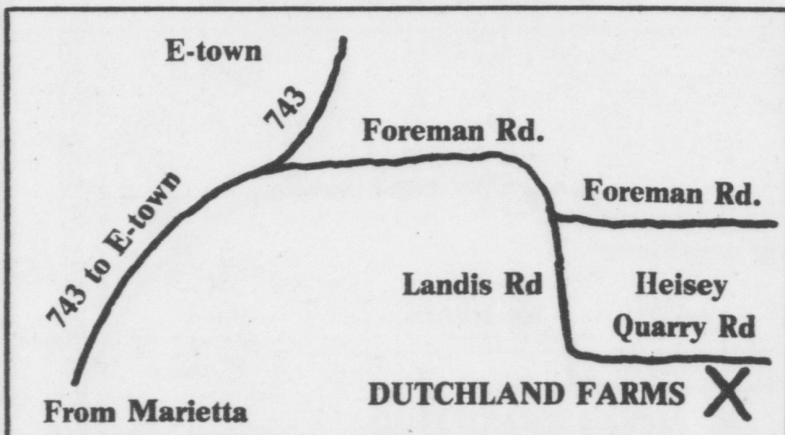 E-town
743
Foreman Rd.
743 to E-town
Foreman Rd.
Landis Rd
Heisey
Quarry Rd
DUTCHLAND FARMS X
From Marietta